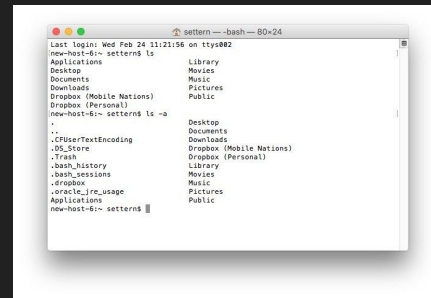 settern — -bash — 80×24
Last login: Wed Feb 24 11:21:56 on ttys002
new-host-6:~ settern$ ls
Applications Library
Desktop Movies
Documents Music
Downloads Pictures
Dropbox (Mobile Nations) Public
Dropbox (Personal)
new-host-6:~ settern$ ls -a
. Desktop
.. Documents
.CFUserTextEncoding Downloads
.DS_Store Dropbox (Mobile Nations)
.Trash Dropbox (Personal)
.bash_history Library
.bash_sessions Movies
.dropbox Music
.oracle_jre_usage Pictures
Applications Public
new-host-6:~ settern$